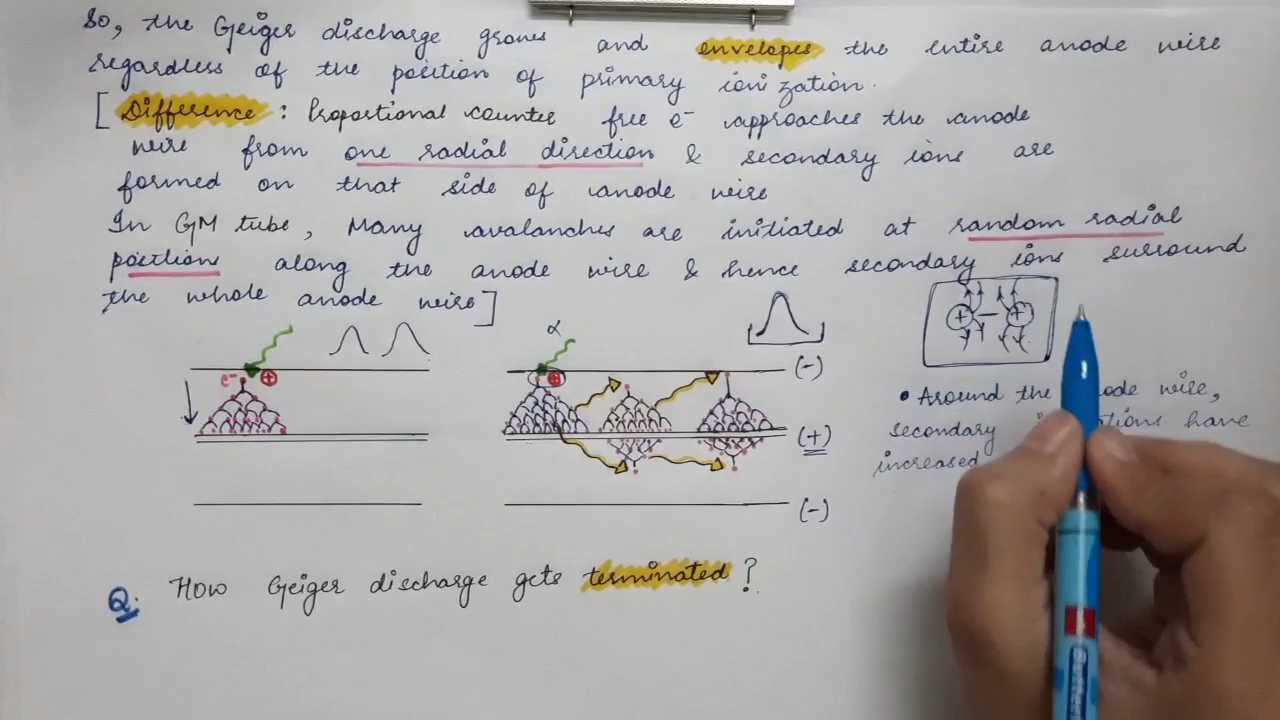 So, the Geiger discharge grows and envelopes the entire anode wire
regardless of the position of primary ionization.
[ Difference : Proportional counter free e⁻ approaches the anode
wire from one radial direction & secondary ions are
formed on that side of anode wire
In GM tube, Many avalanches are initiated at random radial
positions along the anode wire & hence secondary ions surround
the whole anode wire ]
α
(-)
e⁻ +
+
+ - +
• Around the wire,
secondary have
increased
(+)
(-)
Q. How Geiger discharge gets terminated ?